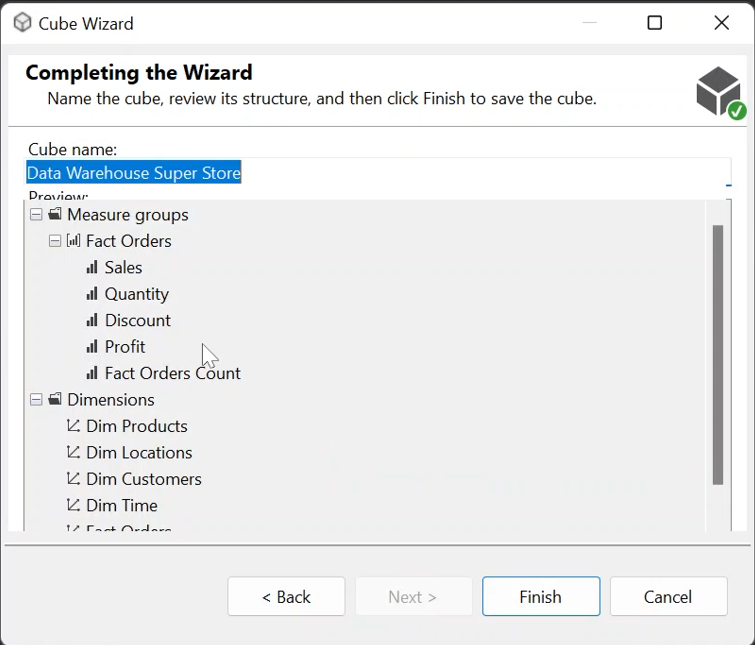 Cube Wizard
Completing the Wizard
Name the cube, review its structure, and then click Finish to save the cube.
Cube name:
Data Warehouse Super Store
Preview:
Measure groups
Fact Orders
Sales
Quantity
Discount
Profit
Fact Orders Count
Dimensions
Dim Products
Dim Locations
Dim Customers
Dim Time
Fact Orders
< Back
Next >
Finish
Cancel